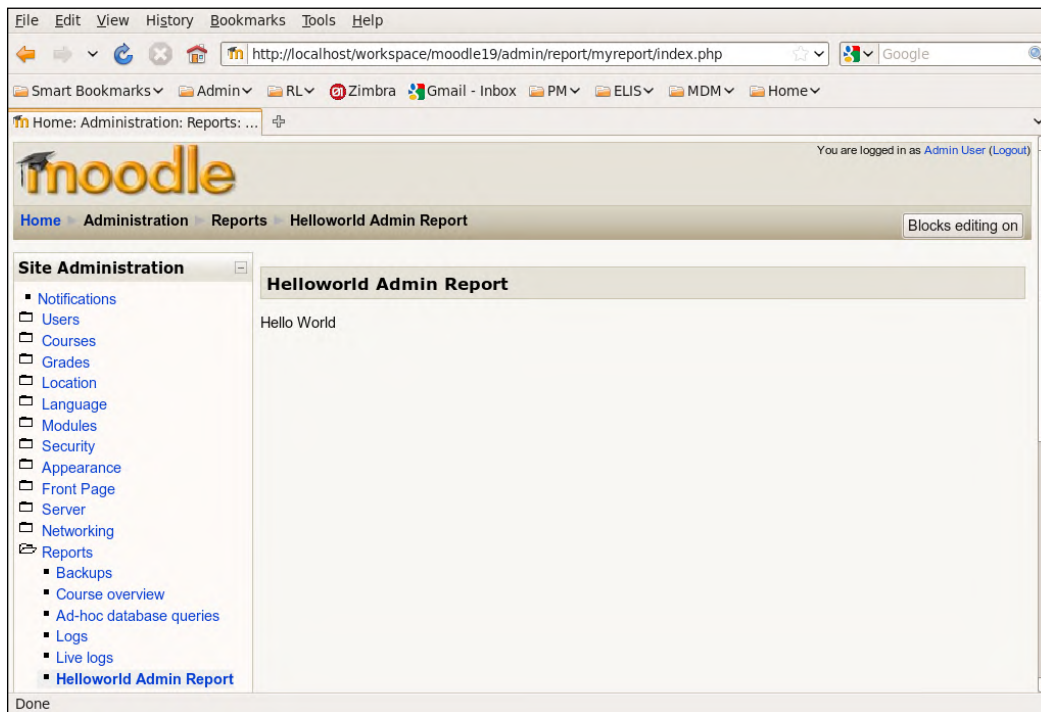 File Edit View History Bookmarks Tools Help
http://localhost/workspace/moodle19/admin/report/myreport/index.php
Google
Smart Bookmarks Admin RL Zimbra Gmail - Inbox PM ELIS MDM Home
Home: Administration: Reports: ...
moodle
You are logged in as Admin User (Logout)
Home Administration Reports Helloworld Admin Report
Blocks editing on
Site Administration
Notifications
Users
Courses
Grades
Location
Language
Modules
Security
Appearance
Front Page
Server
Networking
Reports
Backups
Course overview
Ad-hoc database queries
Logs
Live logs
Helloworld Admin Report
Helloworld Admin Report
Hello World
Done